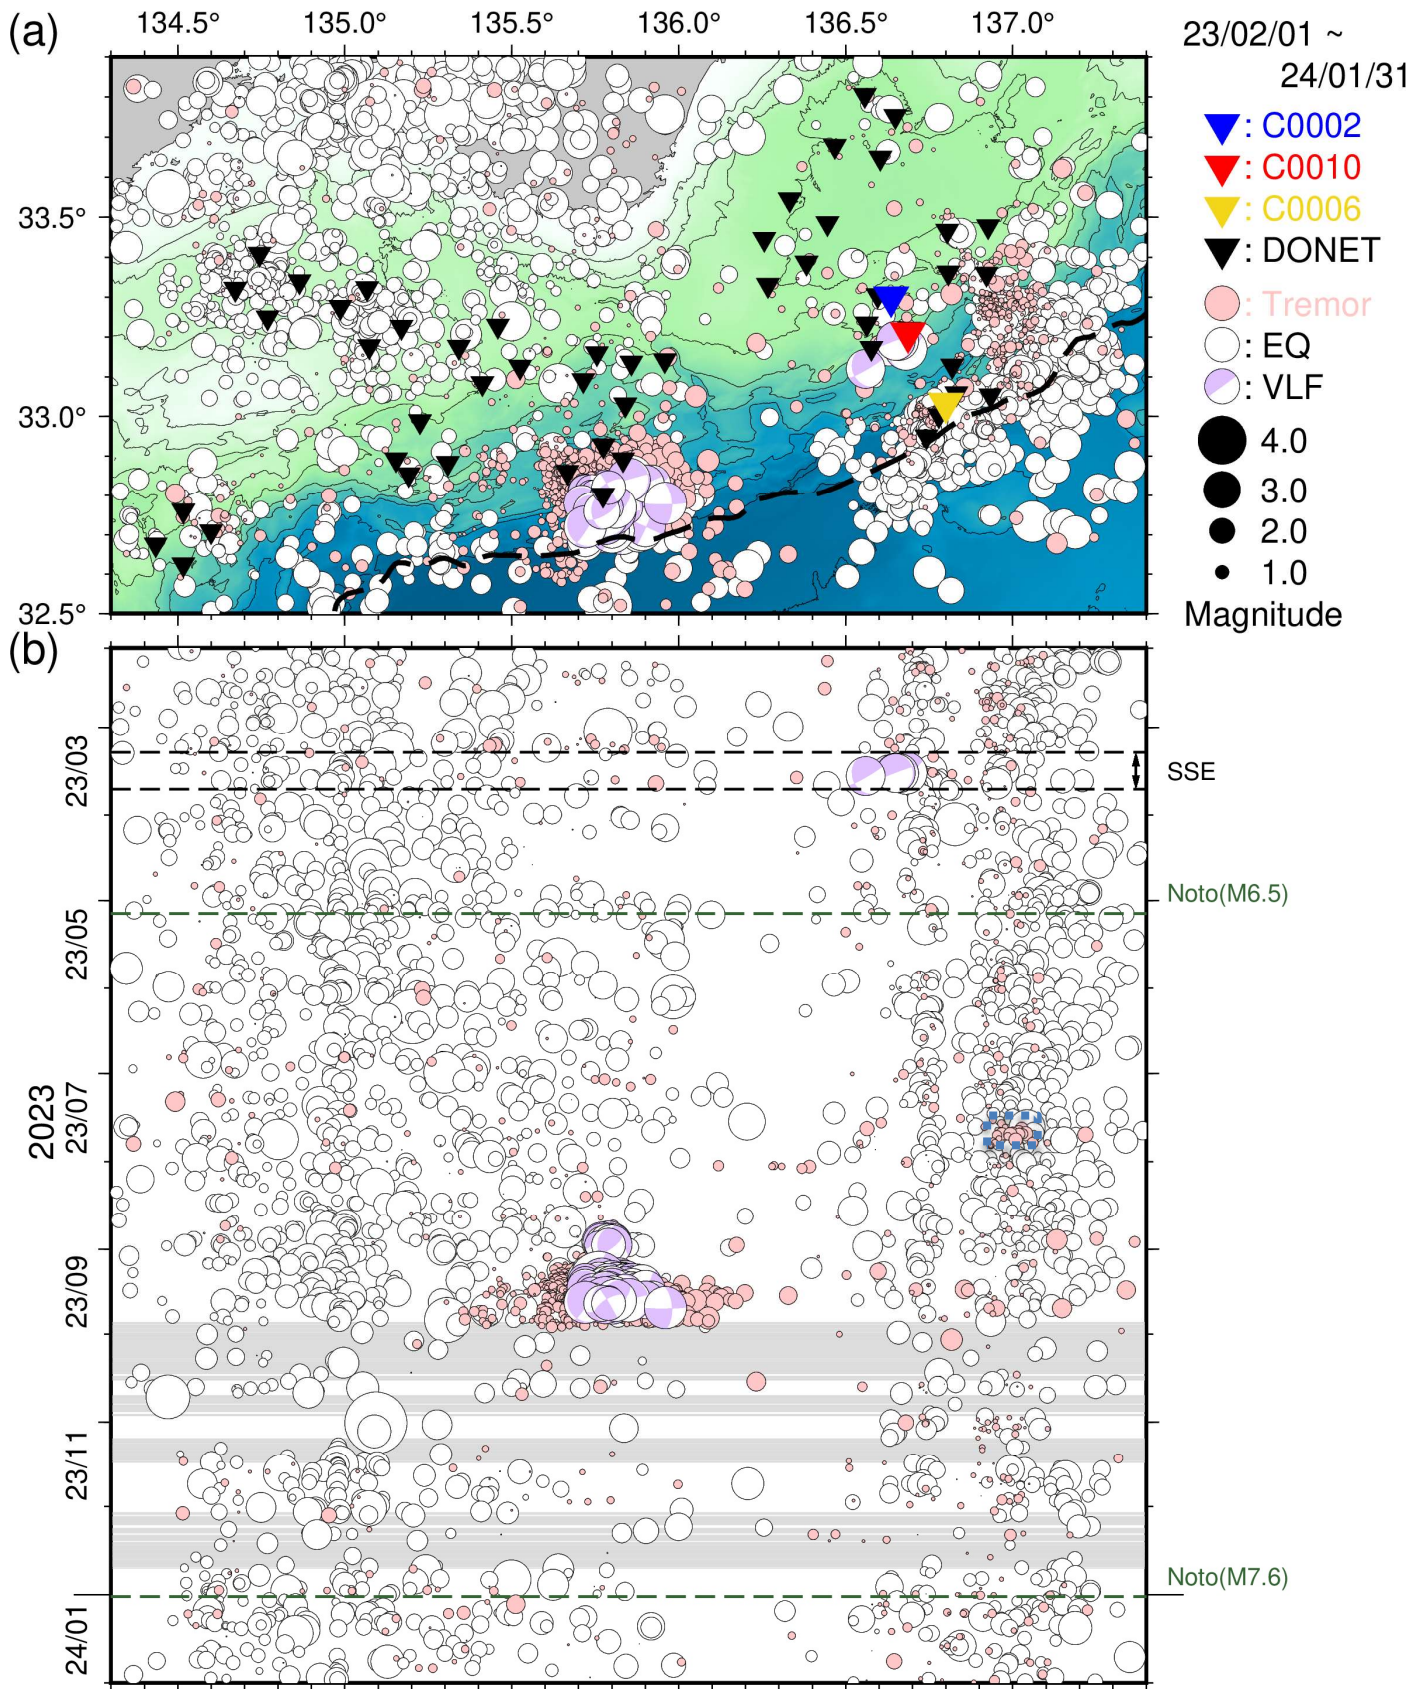 (a)
134.5° 135.0° 135.5° 136.0° 136.5° 137.0°
33.5°
33.0°
32.5°
23/02/01 ~
24/01/31
: C0002
: C0010
: C0006
: DONET
: Tremor
: EQ
: VLF
4.0
3.0
2.0
1.0
Magnitude
(b)
2023
23/03
23/05
23/07
23/09
23/11
24/01
SSE
Noto(M6.5)
Noto(M7.6)